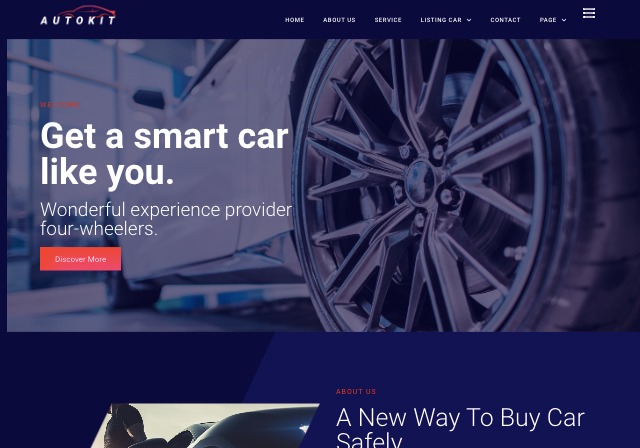 AUTOKIT
HOME ABOUT US SERVICE LISTING CAR CONTACT PAGE
WELCOME
Get a smart car
like you.
Wonderful experience provider
four-wheelers.
Discover More
ABOUT US
A New Way To Buy Car
Safely